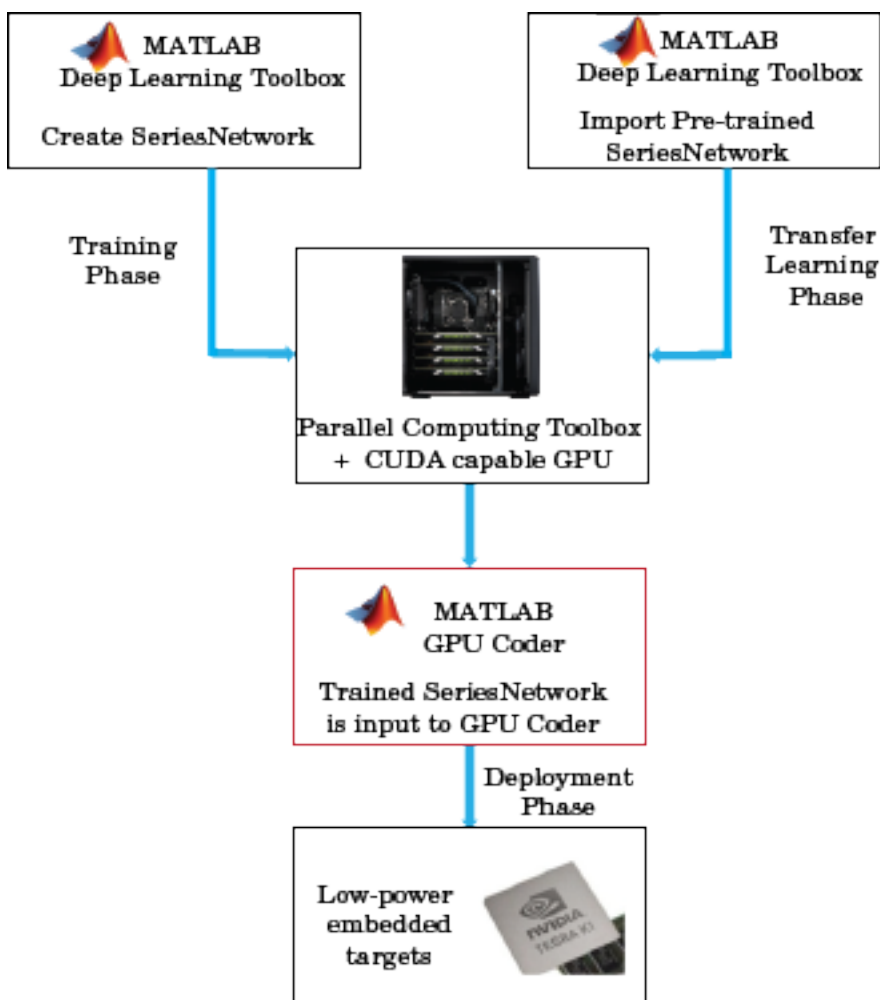 MATLAB
Deep Learning Toolbox
Create SeriesNetwork
MATLAB
Deep Learning Toolbox
Import Pre-trained
SeriesNetwork
Training
Phase
Transfer
Learning
Phase
Parallel Computing Toolbox
+ CUDA capable GPU
MATLAB
GPU Coder
Trained SeriesNetwork
is input to GPU Coder
Deployment
Phase
Low-power
embedded
targets
NVIDIA
TEGRA K1